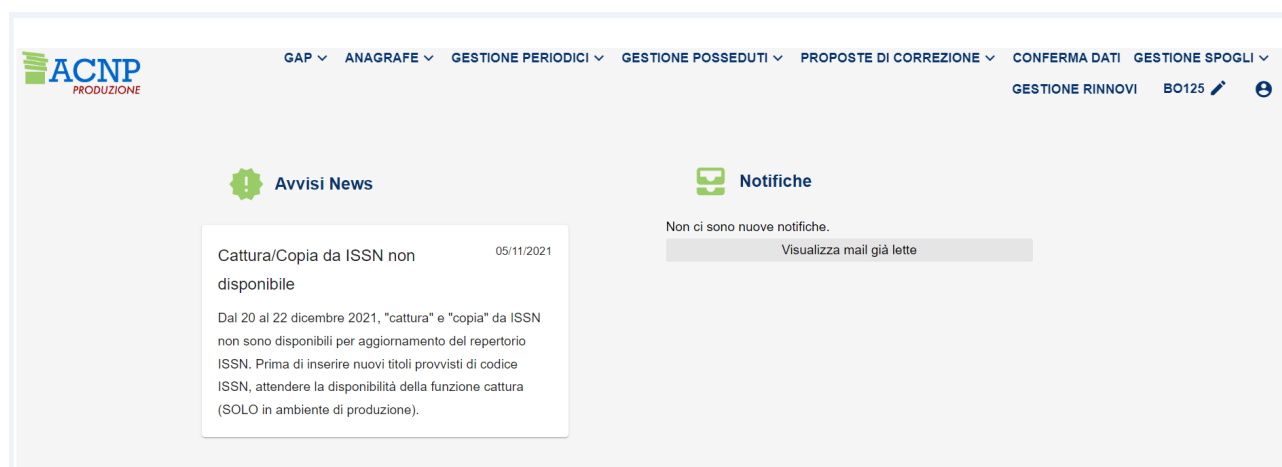 ACNP
PRODUZIONE
GAP ANAGRAFE GESTIONE PERIODICI GESTIONE POSSEDUTI PROPOSTE DI CORREZIONE CONFERMA DATI GESTIONE SPOGLI
GESTIONE RINNOVI BO125
Avvisi News
Cattura/Copia da ISSN non
disponibile
05/11/2021
Dal 20 al 22 dicembre 2021, "cattura" e "copia" da ISSN
non sono disponibili per aggiornamento del repertorio
ISSN. Prima di inserire nuovi titoli provvisti di codice
ISSN, attendere la disponibilità della funzione cattura
(SOLO in ambiente di produzione).
Notifiche
Non ci sono nuove notifiche.
Visualizza mail già lette